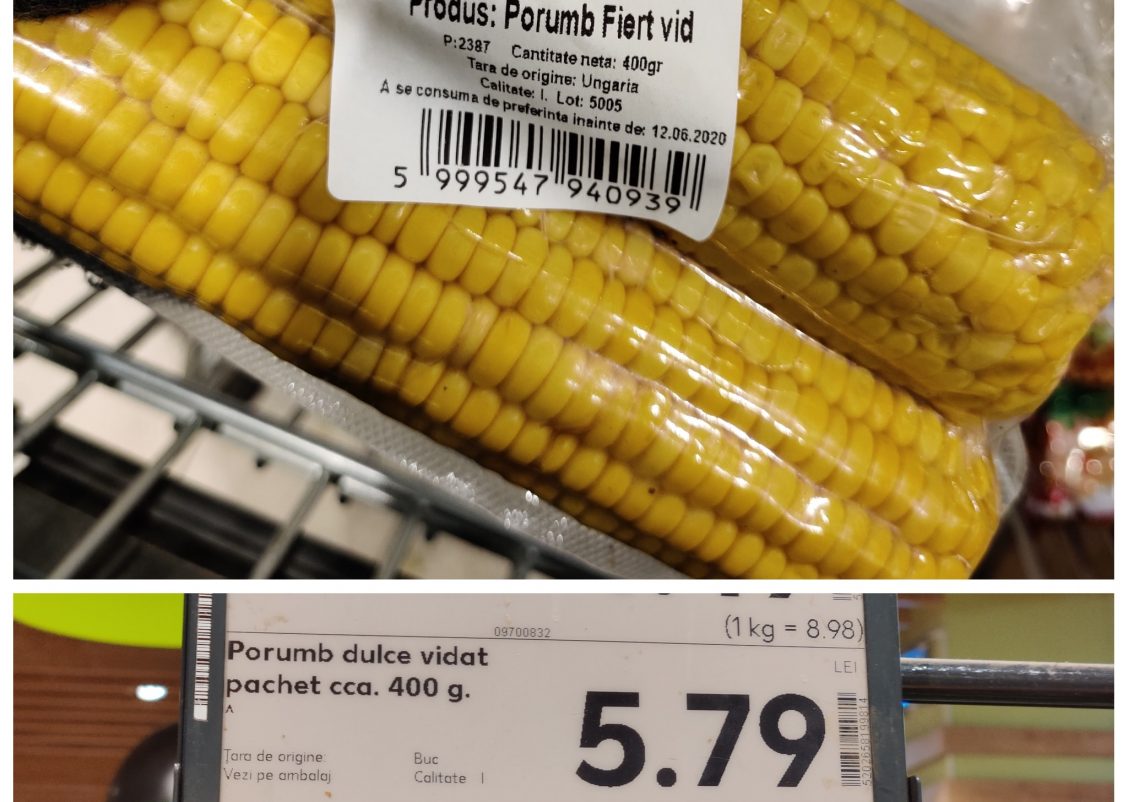 Produs: Porumb Fiert vid
P:2387 Cantitate neta: 400gr
Tara de origine: Ungaria
Calitate: I. Lot: 5005
A se consuma de preferinta inainte de: 12.06.2020
5 999547 940939
09700832
(1 kg = 8.98)
LEI
Porumb dulce vidat
pachet cca. 400 g.
A
5.79
Țara de origine: Buc
Vezi pe ambalaj Calitate I